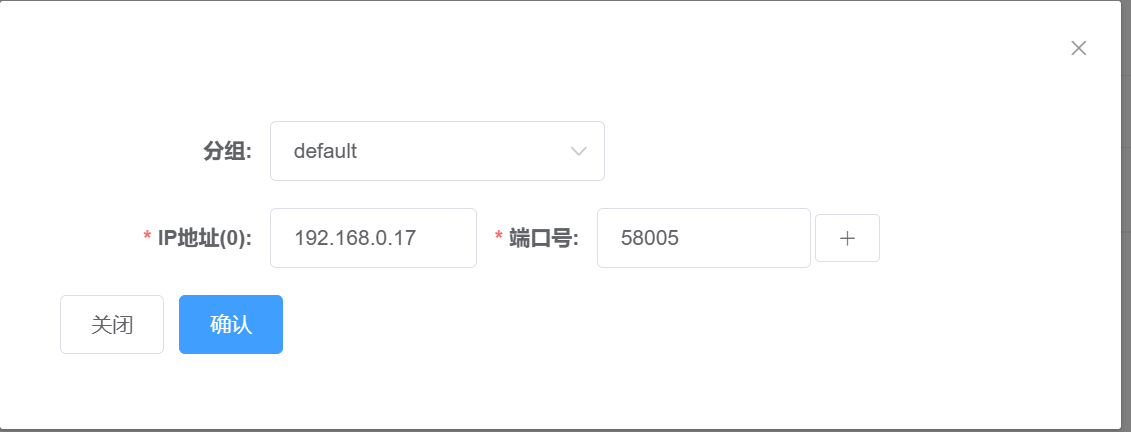 分组: default
* IP地址(0): 192.168.0.17 * 端口号: 58005
关闭 确认